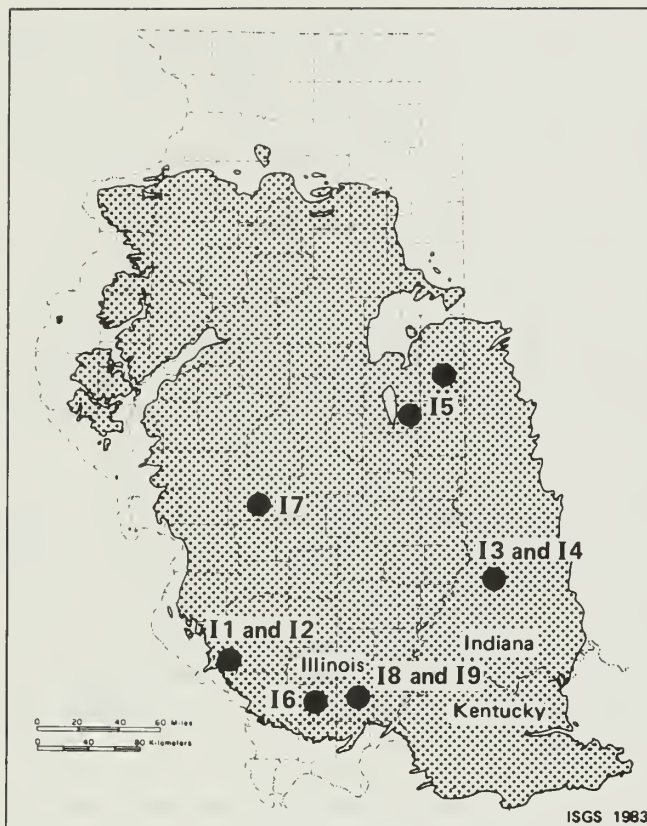 I5
I7
I3 and I4
I1 and I2
Indiana
Illinois
I8 and I9
I6
Kentucky
0 20 40 60 Miles
0 40 80 Kilometers
ISGS 1983